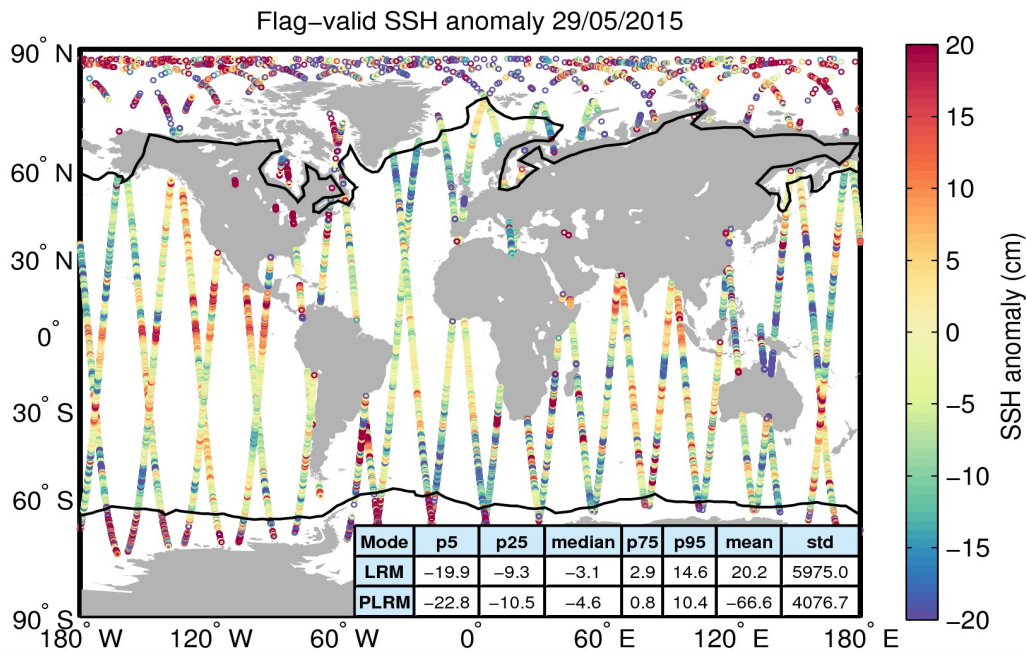 Flag−valid SSH anomaly 29/05/2015
90° N
60° N
30° N
0°
30° S
60° S
90° S
180° W
120° W
60° W
0°
60° E
120° E
180° E
20
15
10
5
0
−5
−10
−15
−20
SSH anomaly (cm)
Mode p5 p25 median p75 p95 mean std
LRM −19.9 −9.3 −3.1 2.9 14.6 20.2 5975.0
PLRM −22.8 −10.5 −4.6 0.8 10.4 −66.6 4076.7